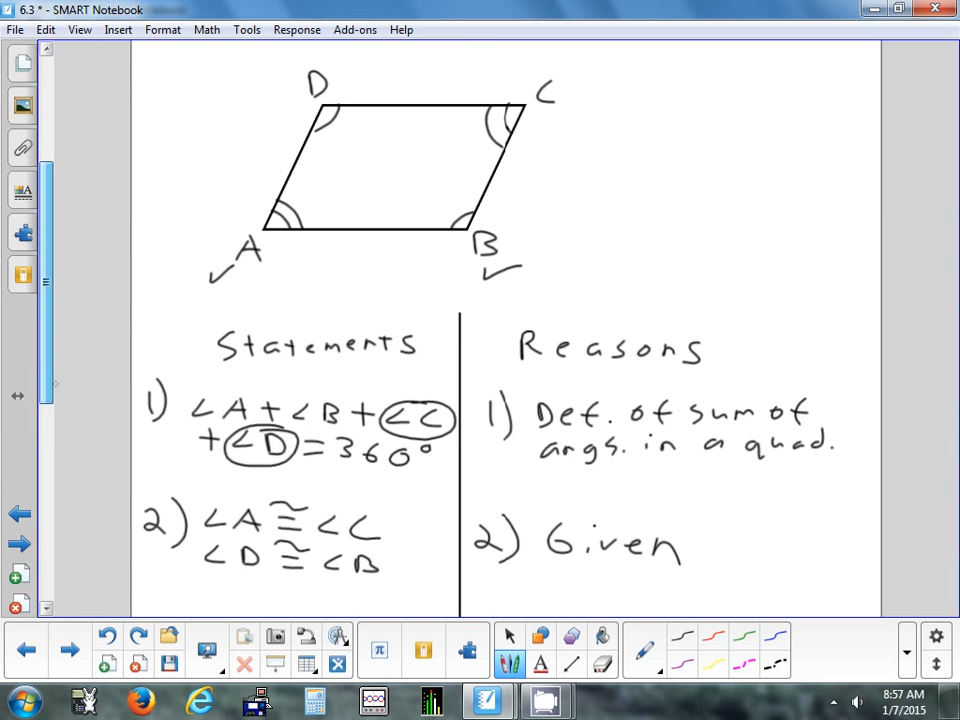 6.3 * - SMART Notebook
File Edit View Insert Format Math Tools Response Add-ons Help
D C
A B
Statements Reasons
1) ∠A + ∠B + ∠C 1) Def. of sum of
+ ∠D = 360° angs. in a quad.
2) ∠A ≅ ∠C 2) Given
∠D ≅ ∠B
8:57 AM
1/7/2015